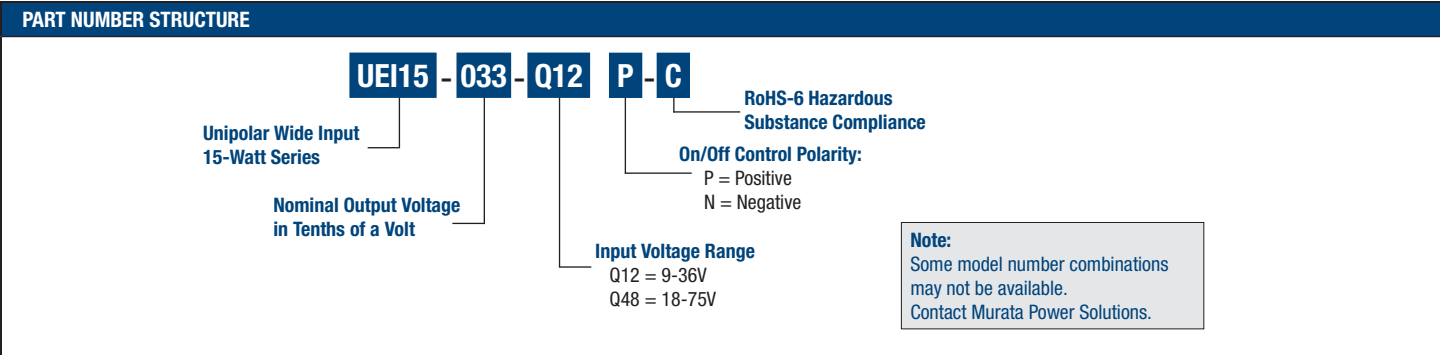 PART NUMBER STRUCTURE
UEI15 - 033 - Q12 P - C
RoHS-6 Hazardous
Substance Compliance
Unipolar Wide Input
15-Watt Series
On/Off Control Polarity:
P = Positive
N = Negative
Nominal Output Voltage
in Tenths of a Volt
Input Voltage Range
Q12 = 9-36V
Q48 = 18-75V
Note:
Some model number combinations
may not be available.
Contact Murata Power Solutions.